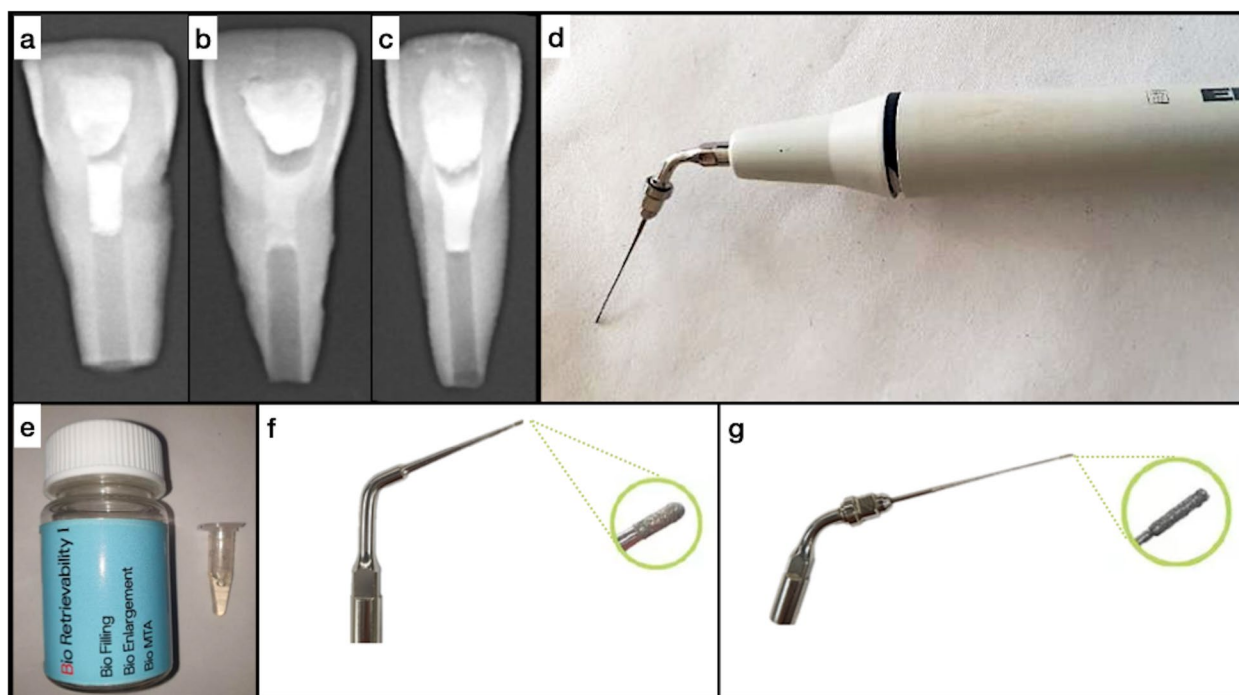 a
b
c
d
e
f
g
Bio Retrievability 1
Bio Filling
Bio Enlargement
Bio MTA